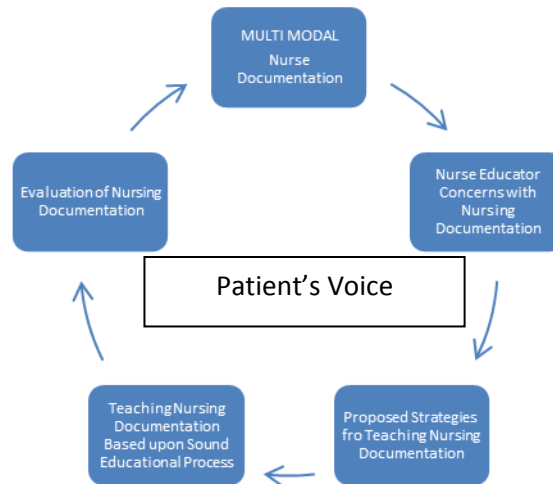 MULTI MODAL
Nurse
Documentation
Evaluation of Nursing
Documentation
Nurse Educator
Concerns with
Nursing
Documentation
Patient's Voice
Teaching Nursing
Documentation
Based upon Sound
Educational Process
Proposed Strategies
fro Teaching Nursing
Documentation